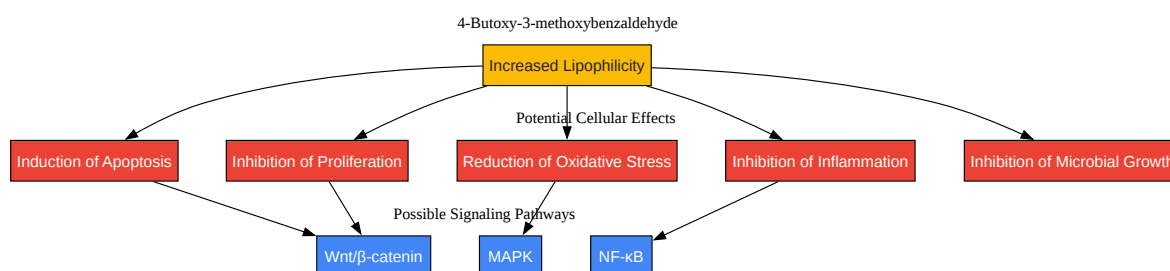 4-Butoxy-3-methoxybenzaldehyde
Increased Lipophilicity
Potential Cellular Effects
Induction of Apoptosis
Inhibition of Proliferation
Reduction of Oxidative Stress
Inhibition of Inflammation
Inhibition of Microbial Growth
Possible Signaling Pathways
Wnt/β-catenin
MAPK
NF-κB